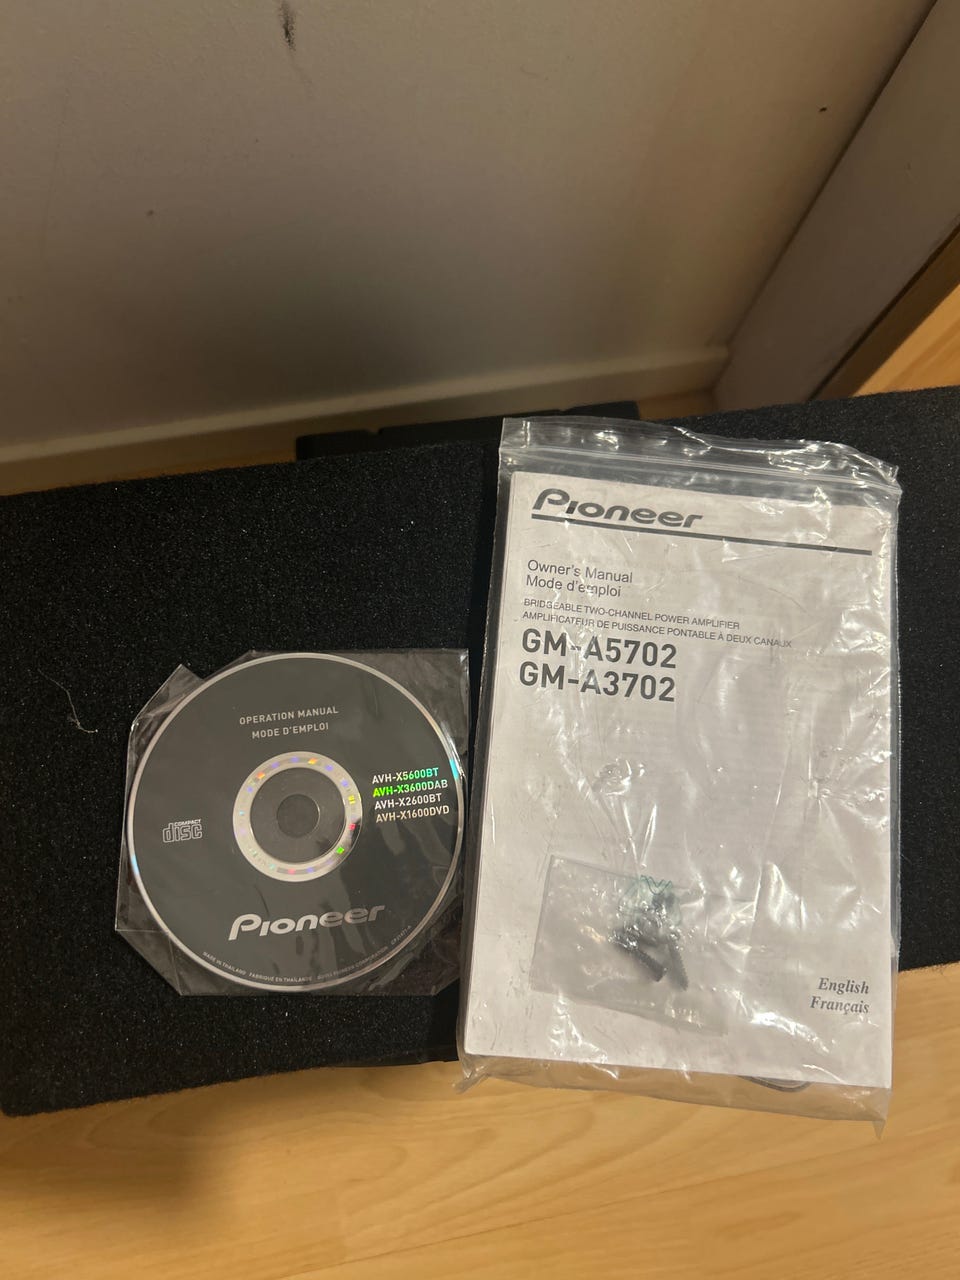 OPERATION MANUAL
MODE D'EMPLOI
AVH-X5600BT
AVH-X3600DAB
AVH-X2600BT
AVH-X1600DVD
COMPACT
disc
Pioneer
MADE IN THAILAND FABRIQUÉ EN THAÏLANDE PIONEER CORPORATION
Pioneer
Owner's Manual
Mode d'emploi
BRIDGEABLE TWO-CHANNEL POWER AMPLIFIER
AMPLIFICATEUR DE PUISSANCE PONTABLE À DEUX CANAUX
GM-A5702
GM-A3702
English
Français